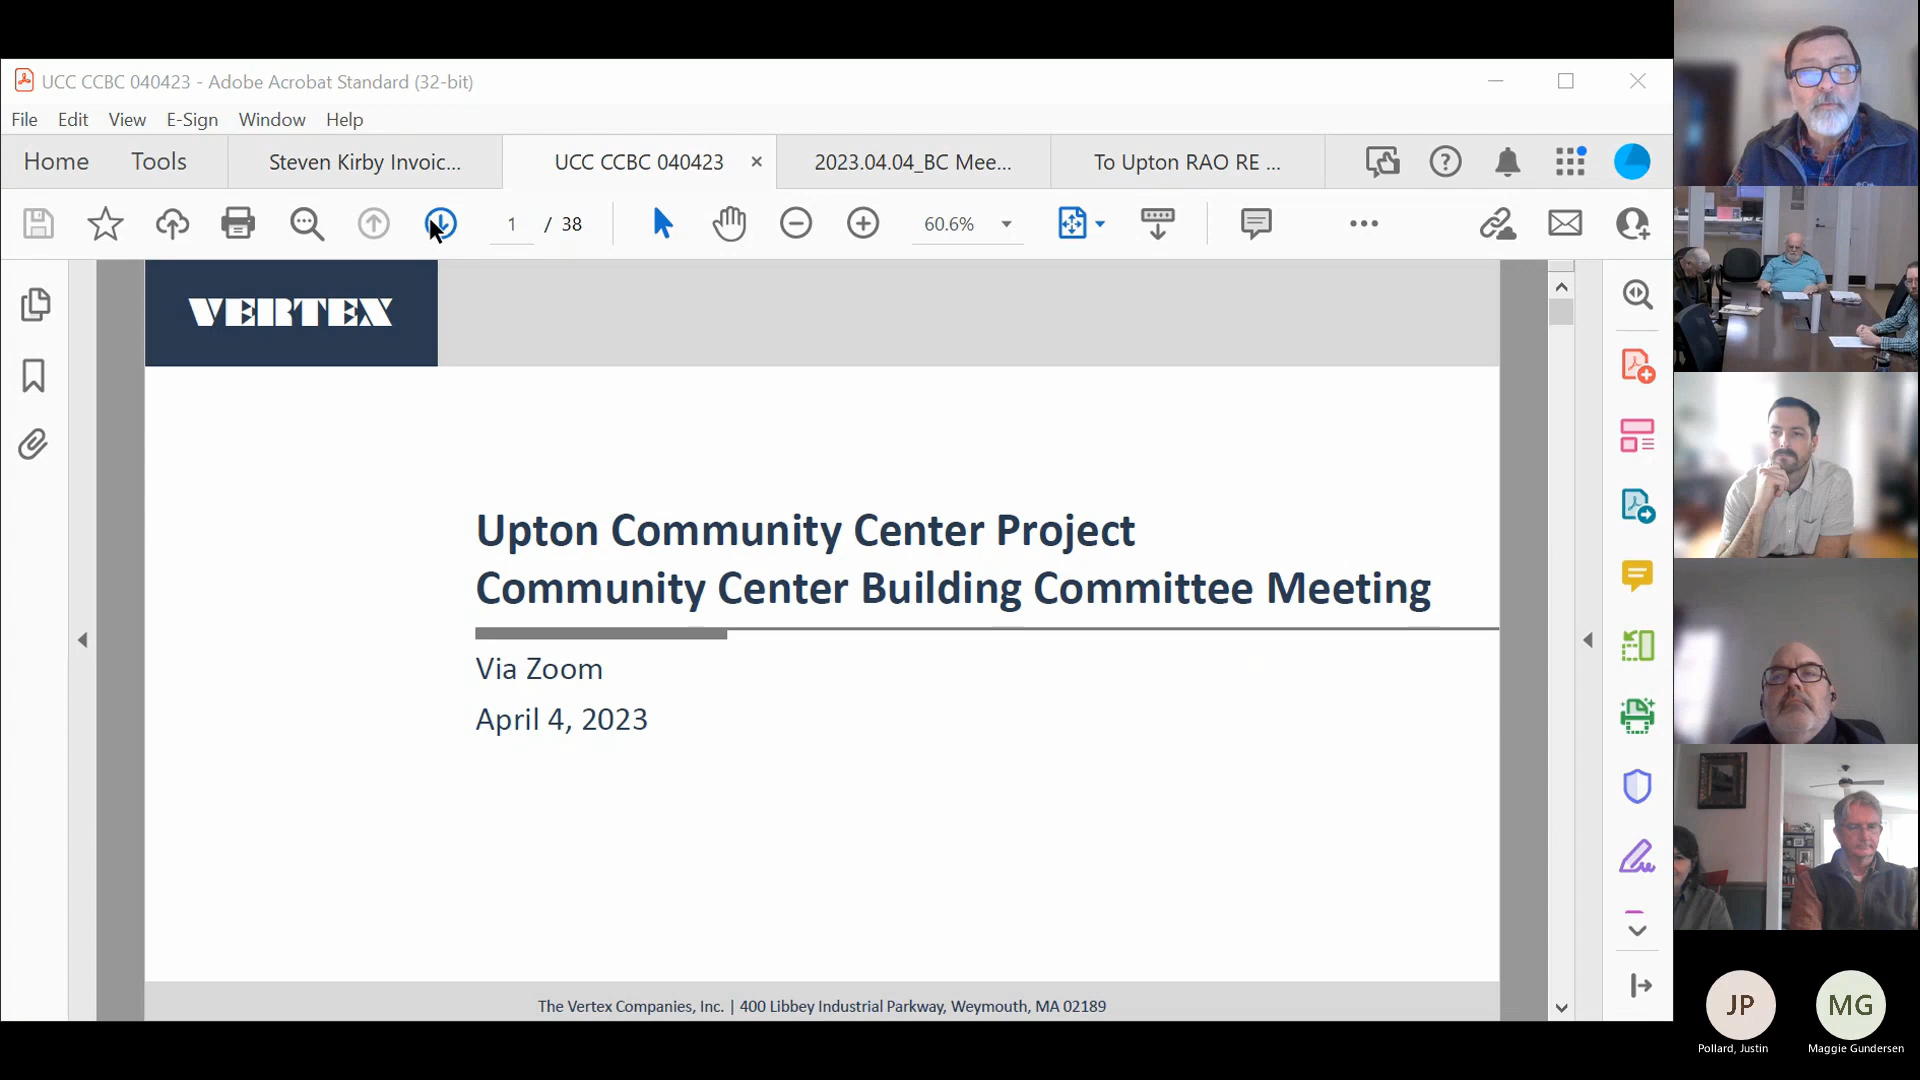 UCC CCBC 040423 - Adobe Acrobat Standard (32-bit)
File Edit View E-Sign Window Help
Home Tools Steven Kirby Invoic... UCC CCBC 040423 × 2023.04.04_BC Mee... To Upton RAO RE ...
1 / 38 60.6%
VERTEX
Upton Community Center Project
Community Center Building Committee Meeting
Via Zoom
April 4, 2023
The Vertex Companies, Inc. | 400 Libbey Industrial Parkway, Weymouth, MA 02189
JP MG
Pollard, Justin Maggie Gundersen